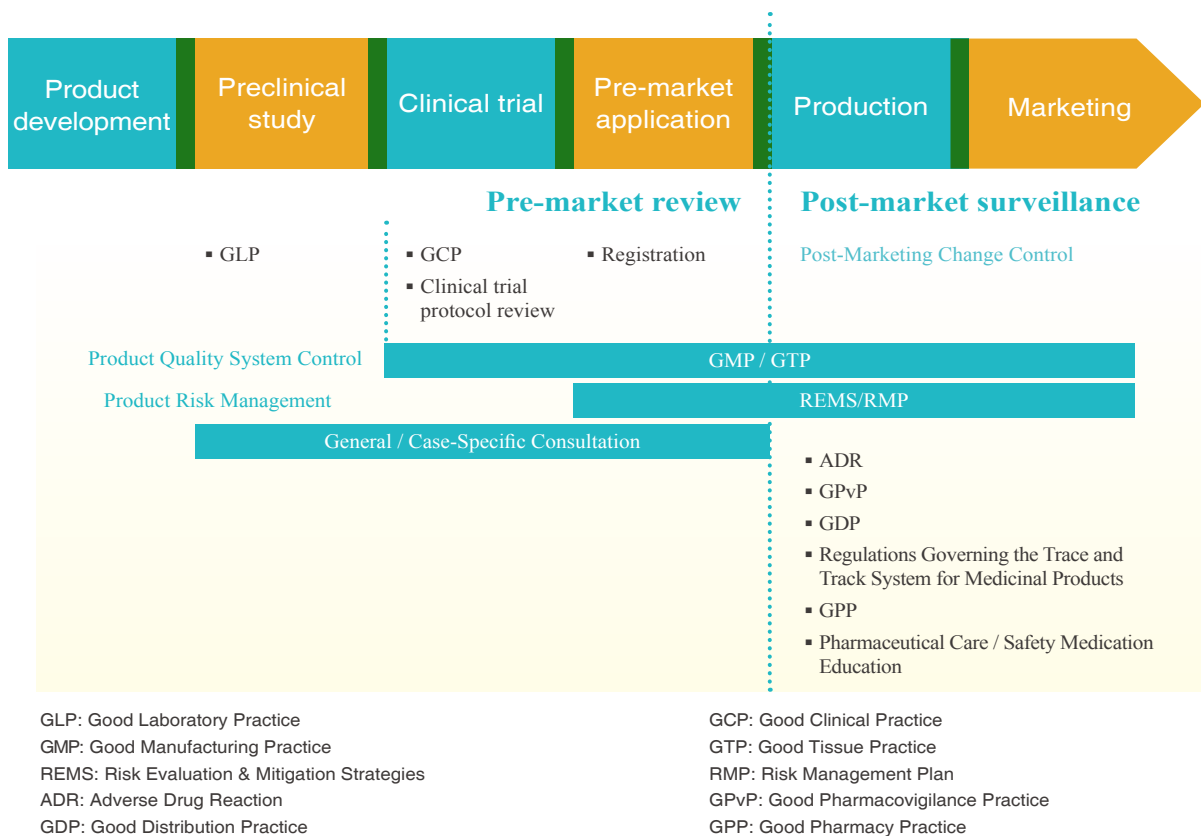 Product
development
Preclinical
study
Clinical trial
Pre-market
application
Production
Marketing
Pre-market review
Post-market surveillance
▪ GLP
▪ GCP
▪ Clinical trial
protocol review
▪ Registration
Post-Marketing Change Control
Product Quality System Control
GMP / GTP
Product Risk Management
REMS/RMP
General / Case-Specific Consultation
▪ ADR
▪ GPvP
▪ GDP
▪ Regulations Governing the Trace and
Track System for Medicinal Products
▪ GPP
▪ Pharmaceutical Care / Safety Medication
Education
GLP: Good Laboratory Practice
GMP: Good Manufacturing Practice
REMS: Risk Evaluation & Mitigation Strategies
ADR: Adverse Drug Reaction
GDP: Good Distribution Practice
GCP: Good Clinical Practice
GTP: Good Tissue Practice
RMP: Risk Management Plan
GPvP: Good Pharmacovigilance Practice
GPP: Good Pharmacy Practice